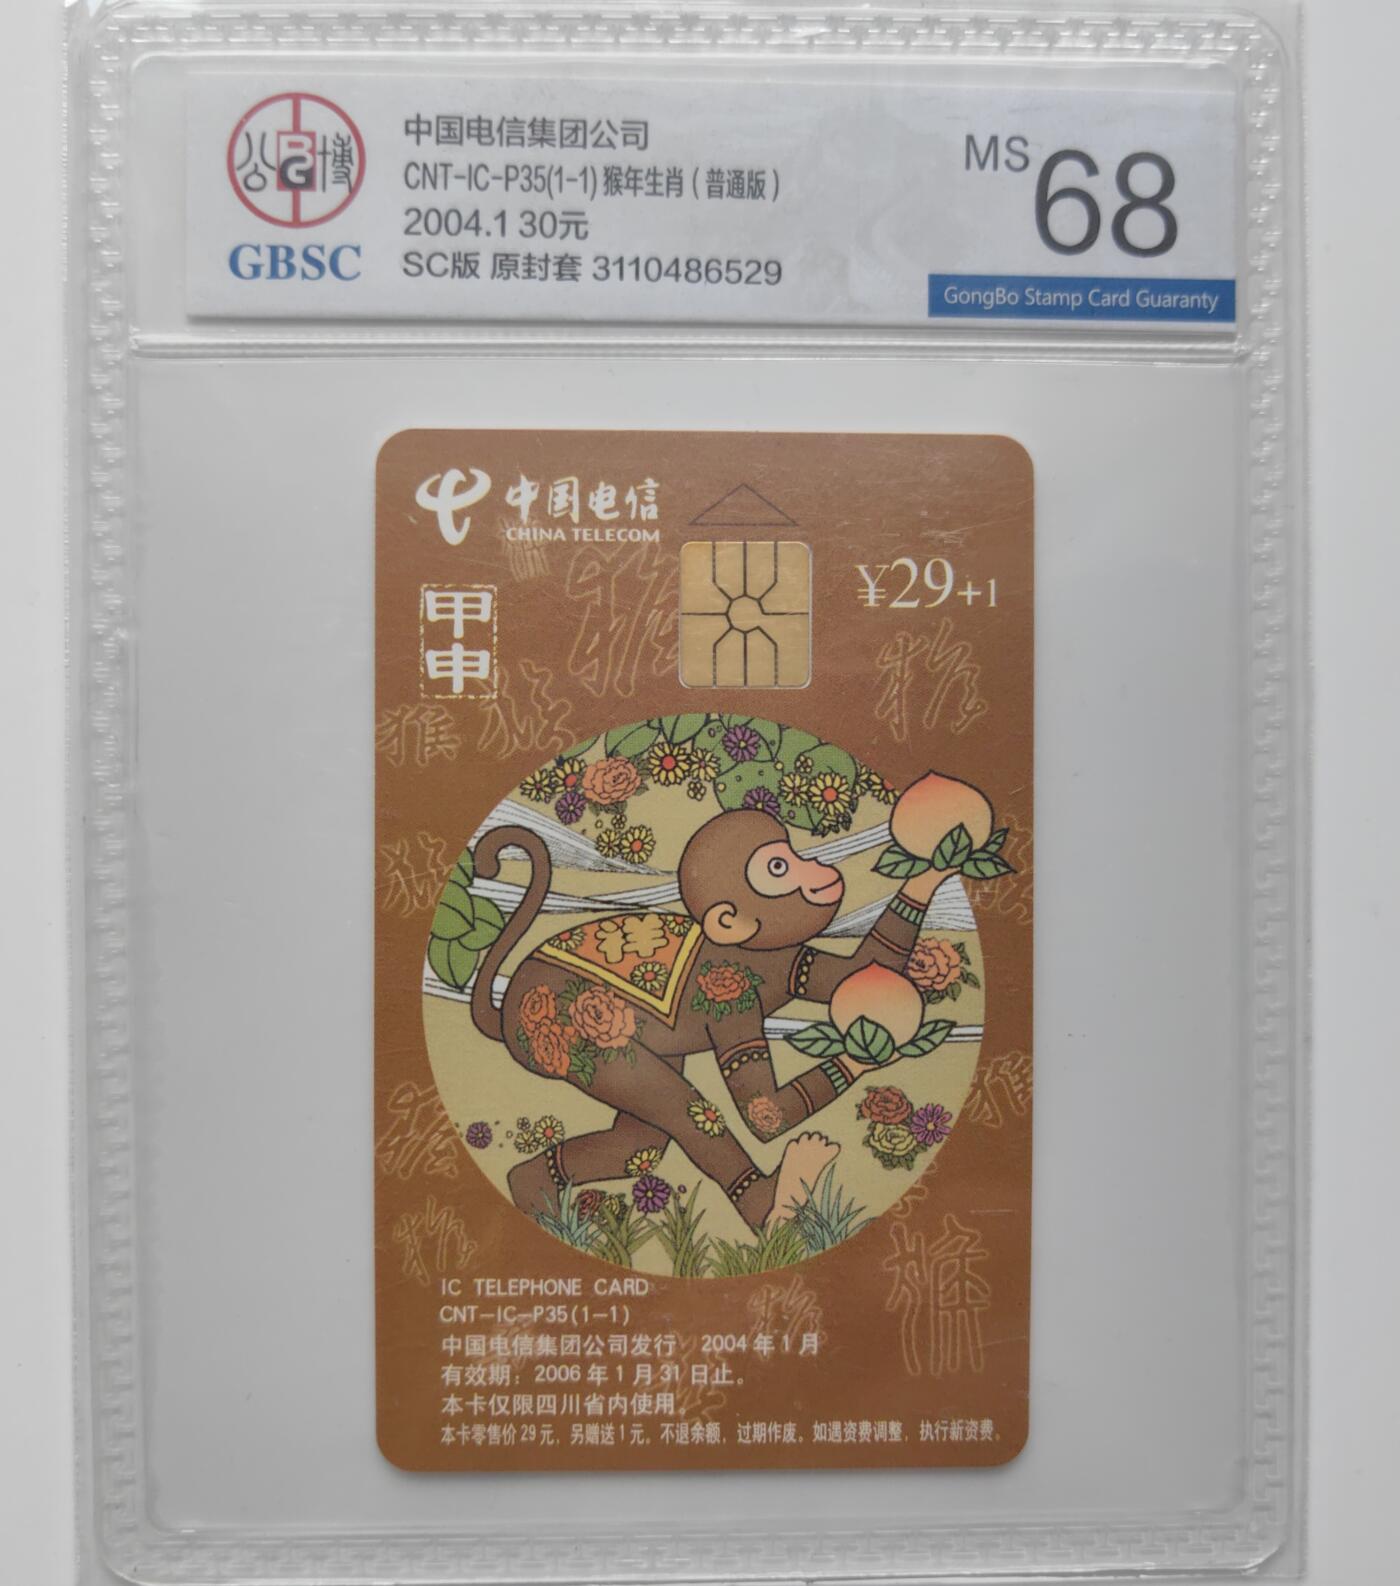 公博
BG
GBSC
中国电信集团公司
CNT-IC-P35(1-1) 猴年生肖（普通版）
2004.1 30元
SC版 原封套 3110486529
MS 68
GongBo Stamp Card Guaranty
中国电信
CHINA TELECOM
¥29+1
甲申
猴
祥
IC TELEPHONE CARD
CNT-IC-P35(1-1)
中国电信集团公司发行 2004年1月
有效期：2006年1月31日止。
本卡仅限四川省内使用。
本卡零售价29元，另赠送1元。不退余额，过期作废。如遇资费调整，执行新资费。